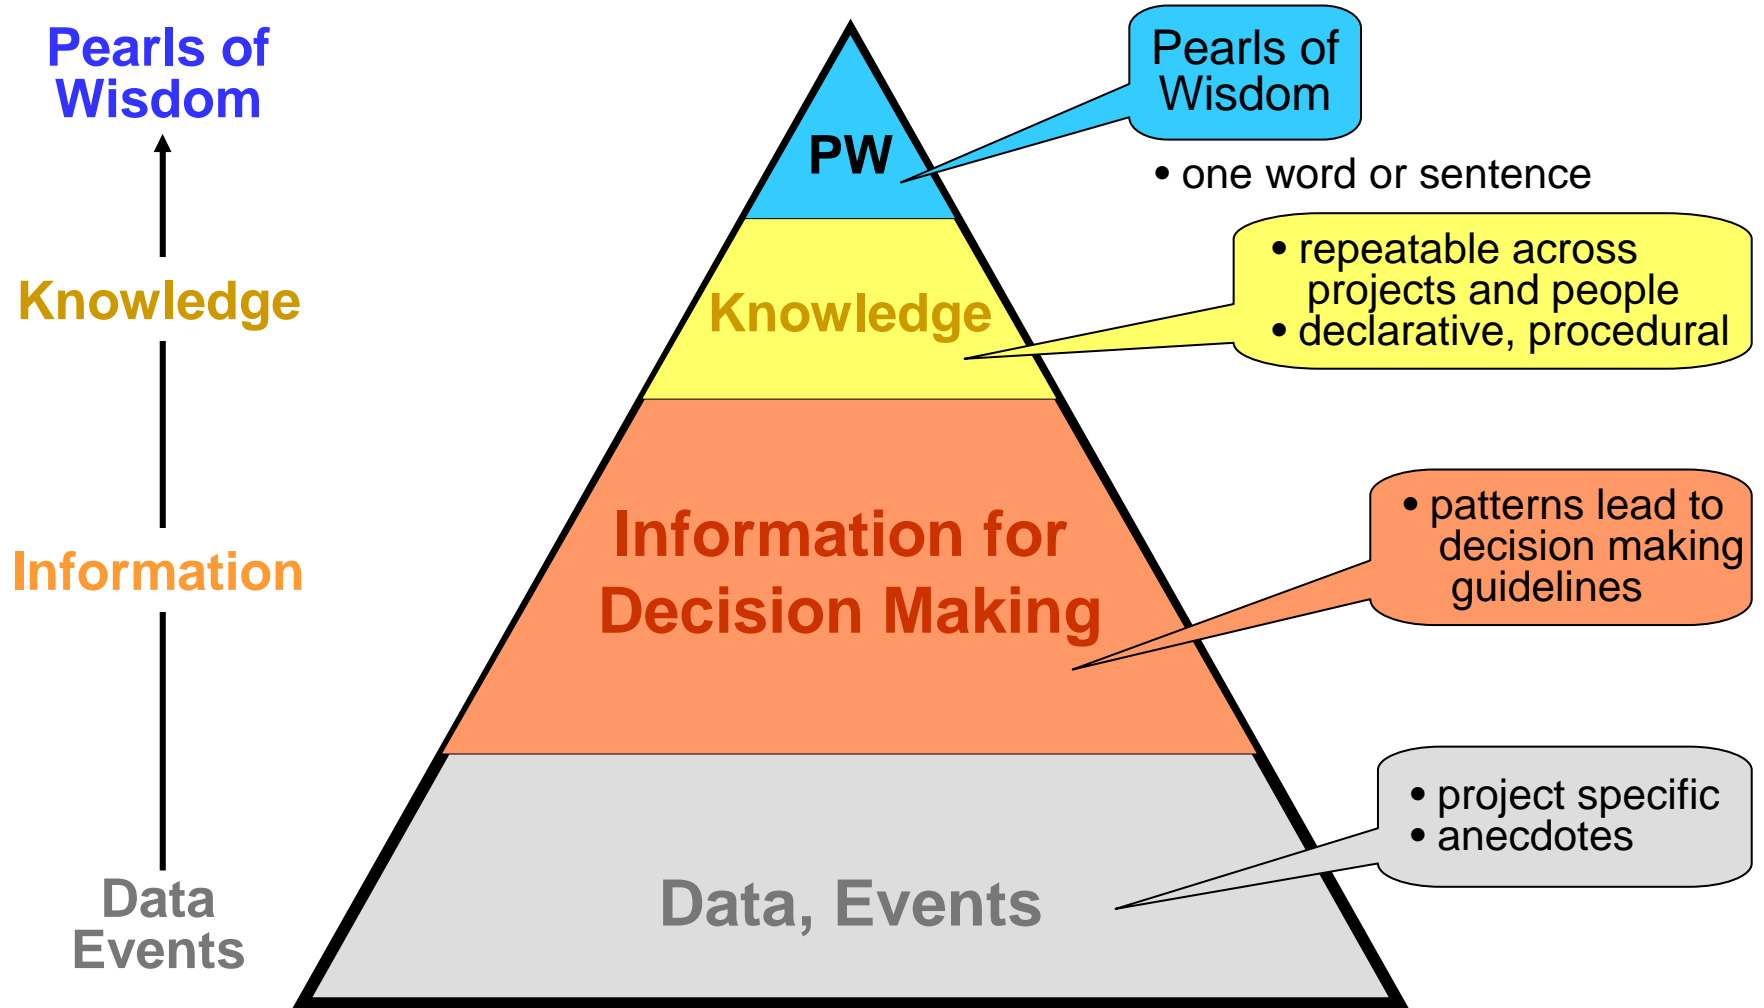 Pearls of
Wisdom
Knowledge
Information
Data
Events
PW
Knowledge
Information for
Decision Making
Data, Events
Pearls of
Wisdom
• one word or sentence
• repeatable across
projects and people
• declarative, procedural
• patterns lead to
decision making
guidelines
• project specific
• anecdotes